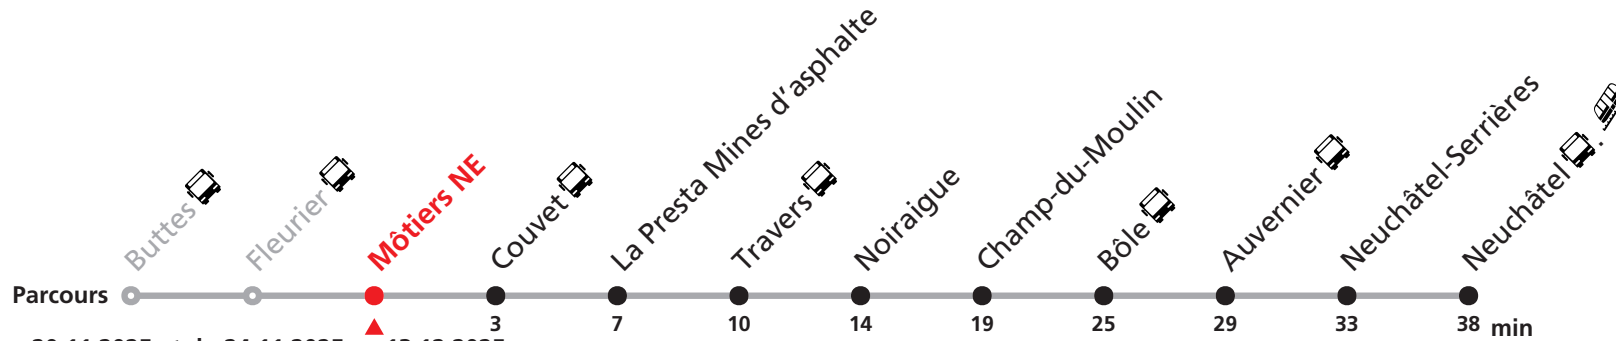 Buttes
Fleurier
Môtiers NE
Couvet
La Presta Mines d'asphalte
Travers
Noiraigue
Champ-du-Moulin
Bôle
Auvernier
Neuchâtel-Serrières
Neuchâtel
Parcours
3 7 10 14 19 25 29 33 38 min